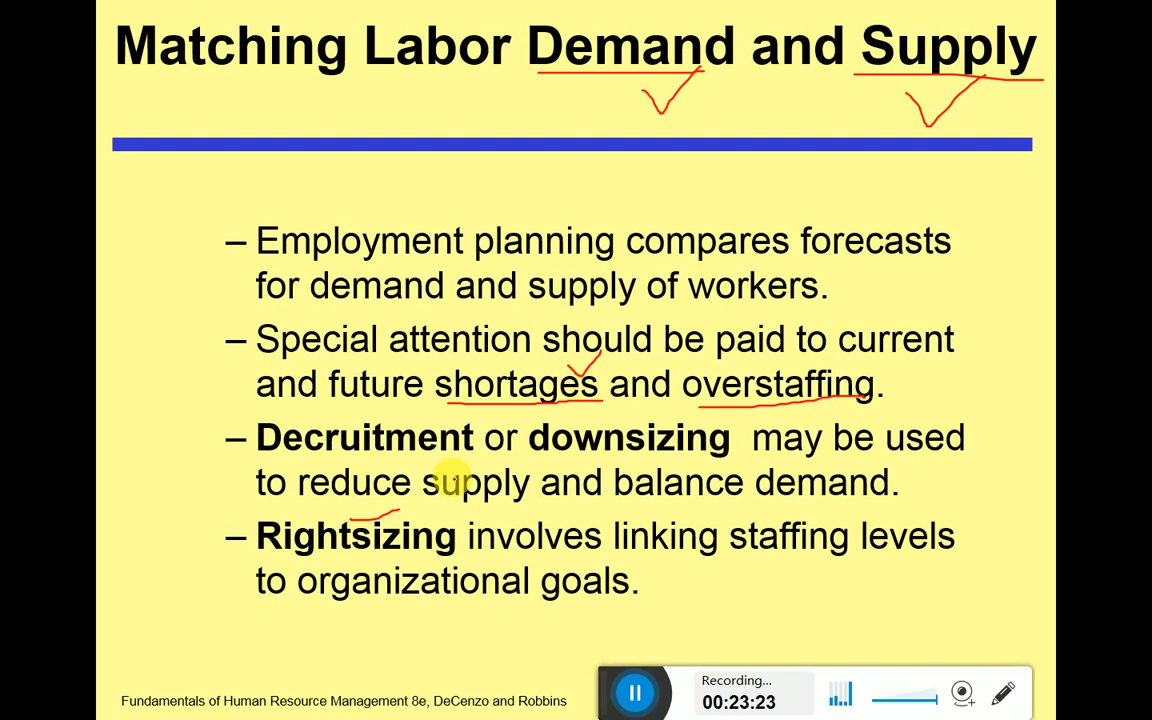 Matching Labor Demand and Supply
– Employment planning compares forecasts
for demand and supply of workers.
– Special attention should be paid to current
and future shortages and overstaffing.
– Decruitment or downsizing may be used
to reduce supply and balance demand.
– Rightsizing involves linking staffing levels
to organizational goals.
Fundamentals of Human Resource Management 8e, DeCenzo and Robbins
Recording...
00:23:23